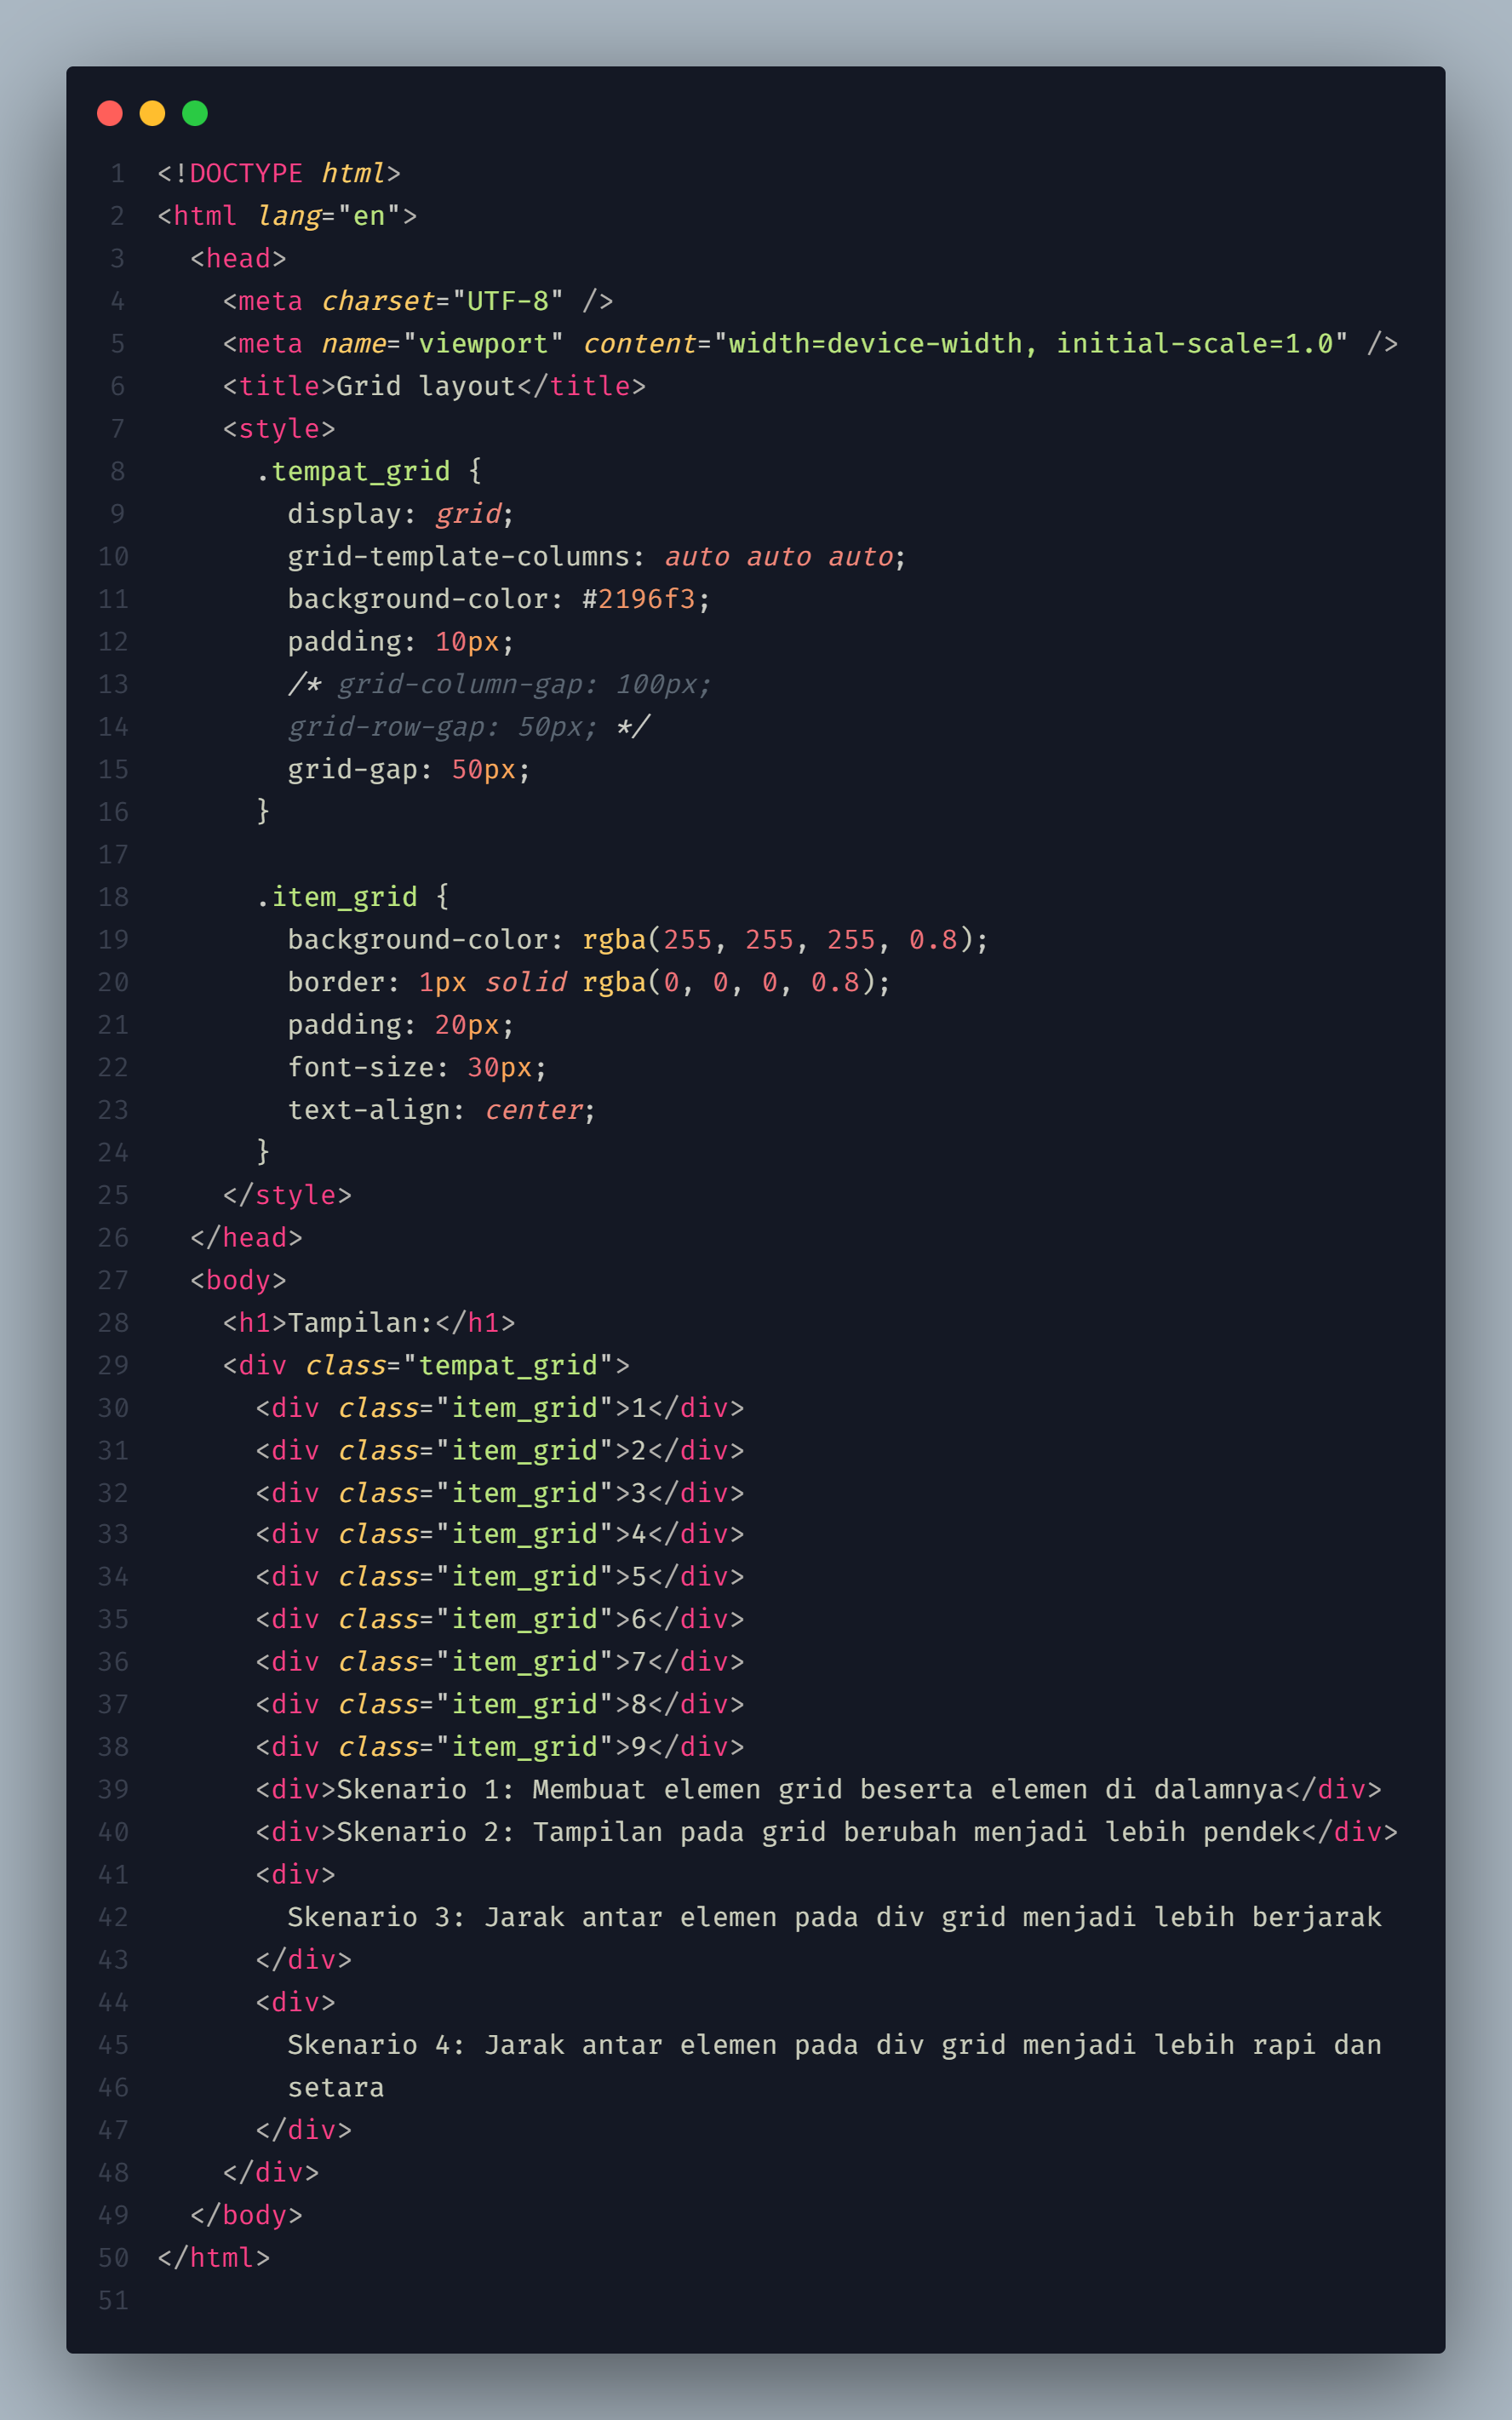 1 <!DOCTYPE html>
2 <html lang="en">
3   <head>
4     <meta charset="UTF-8" />
5     <meta name="viewport" content="width=device-width, initial-scale=1.0" />
6     <title>Grid layout</title>
7     <style>
8       .tempat_grid {
9         display: grid;
10         grid-template-columns: auto auto auto;
11         background-color: #2196f3;
12         padding: 10px;
13         /* grid-column-gap: 100px;
14         grid-row-gap: 50px; */
15         grid-gap: 50px;
16       }
17
18       .item_grid {
19         background-color: rgba(255, 255, 255, 0.8);
20         border: 1px solid rgba(0, 0, 0, 0.8);
21         padding: 20px;
22         font-size: 30px;
23         text-align: center;
24       }
25     </style>
26   </head>
27   <body>
28     <h1>Tampilan:</h1>
29     <div class="tempat_grid">
30       <div class="item_grid">1</div>
31       <div class="item_grid">2</div>
32       <div class="item_grid">3</div>
33       <div class="item_grid">4</div>
34       <div class="item_grid">5</div>
35       <div class="item_grid">6</div>
36       <div class="item_grid">7</div>
37       <div class="item_grid">8</div>
38       <div class="item_grid">9</div>
39       <div>Skenario 1: Membuat elemen grid beserta elemen di dalamnya</div>
40       <div>Skenario 2: Tampilan pada grid berubah menjadi lebih pendek</div>
41       <div>
42         Skenario 3: Jarak antar elemen pada div grid menjadi lebih berjarak
43       </div>
44       <div>
45         Skenario 4: Jarak antar elemen pada div grid menjadi lebih rapi dan
46         setara
47       </div>
48     </div>
49   </body>
50 </html>
51